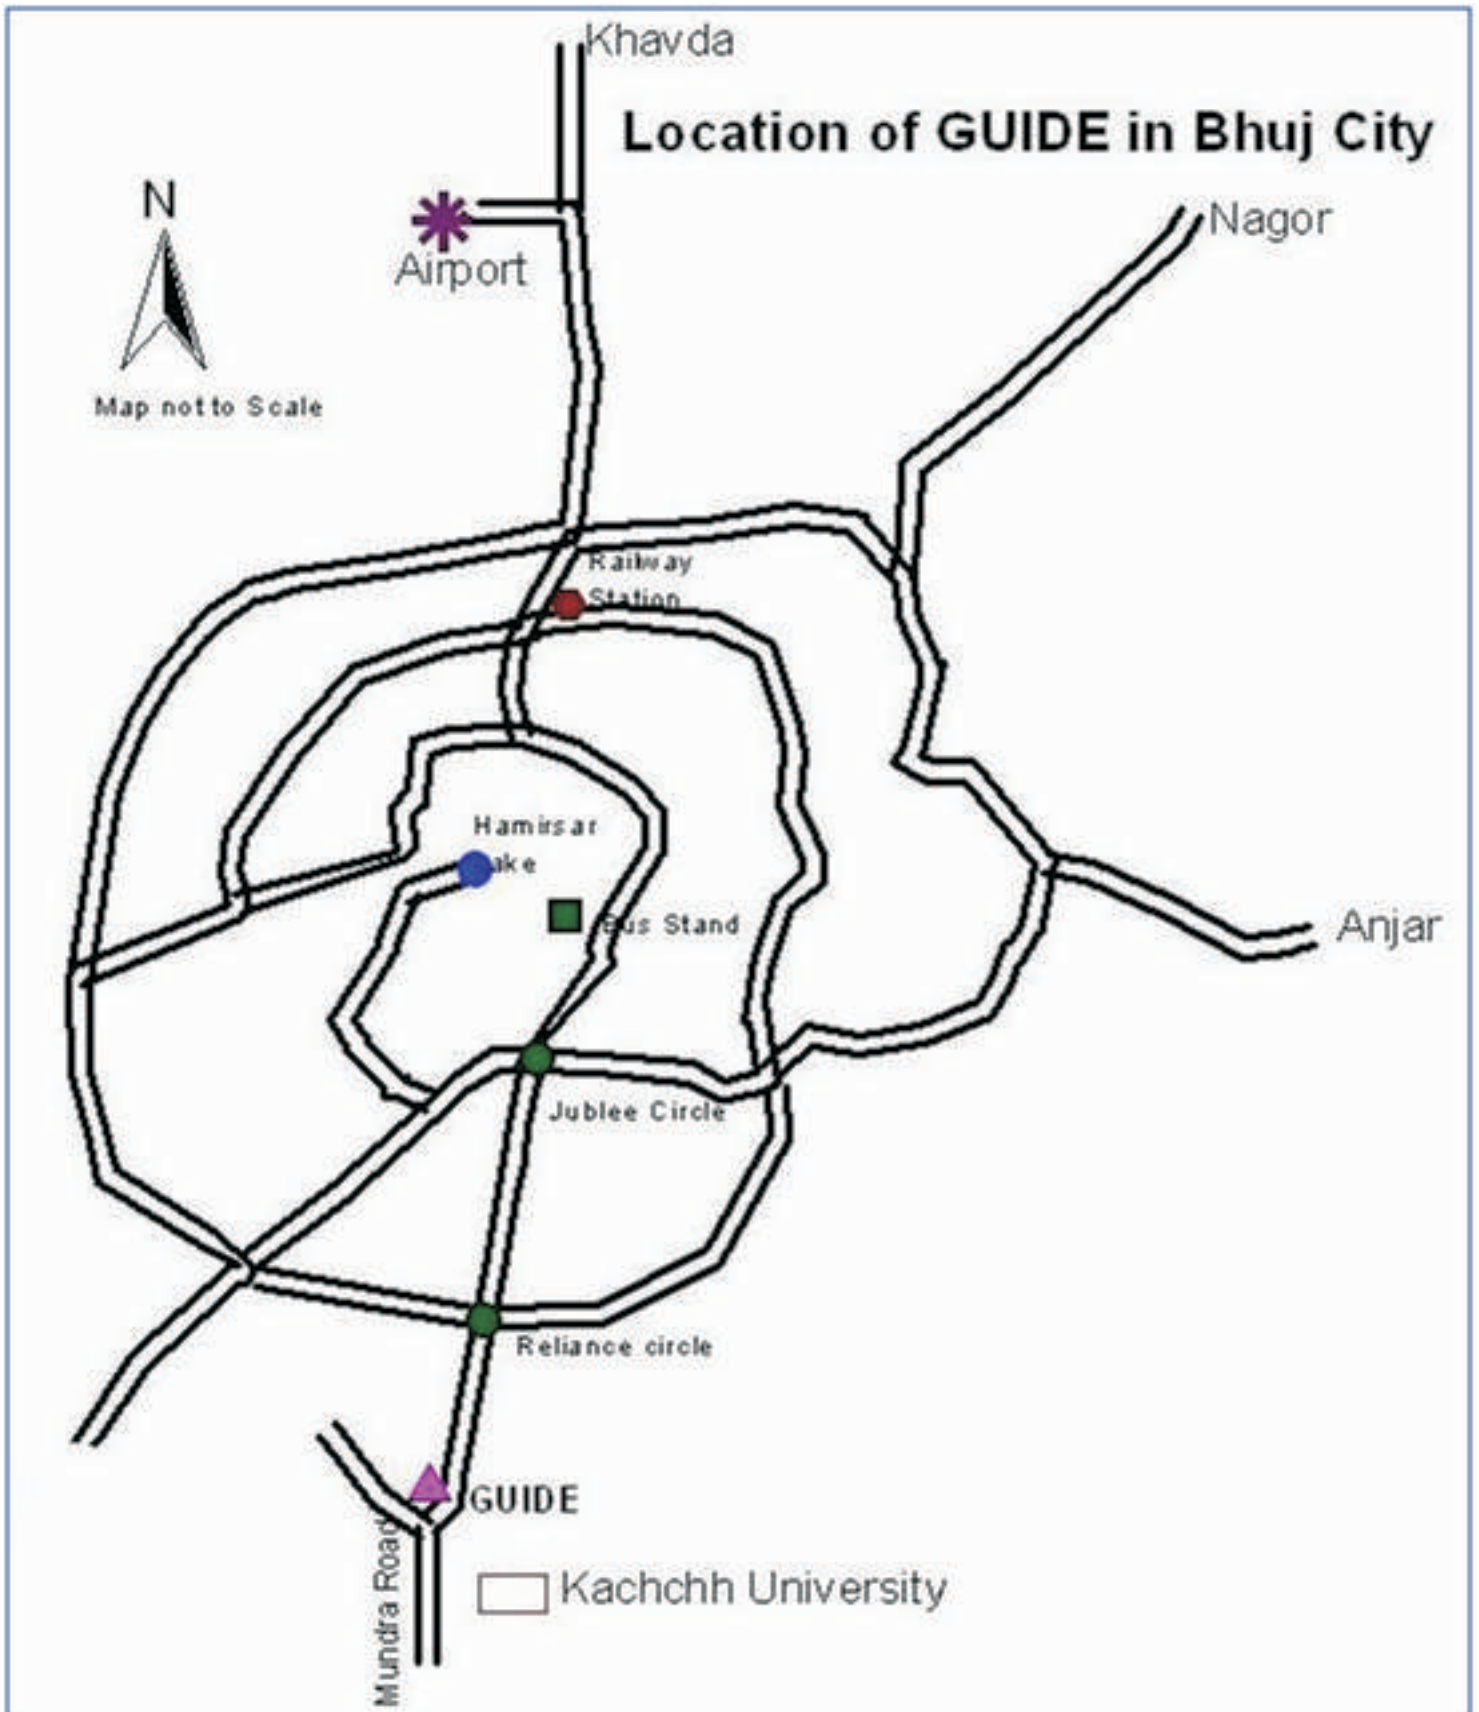 Khavda
Location of GUIDE in Bhuj City
N
Nagor
Airport
Map not to Scale
Railway
Station
Hamirsar
ake
Bus Stand
Anjar
Jublee Circle
Reliance circle
GUIDE
Mundra Road
Kachchh University